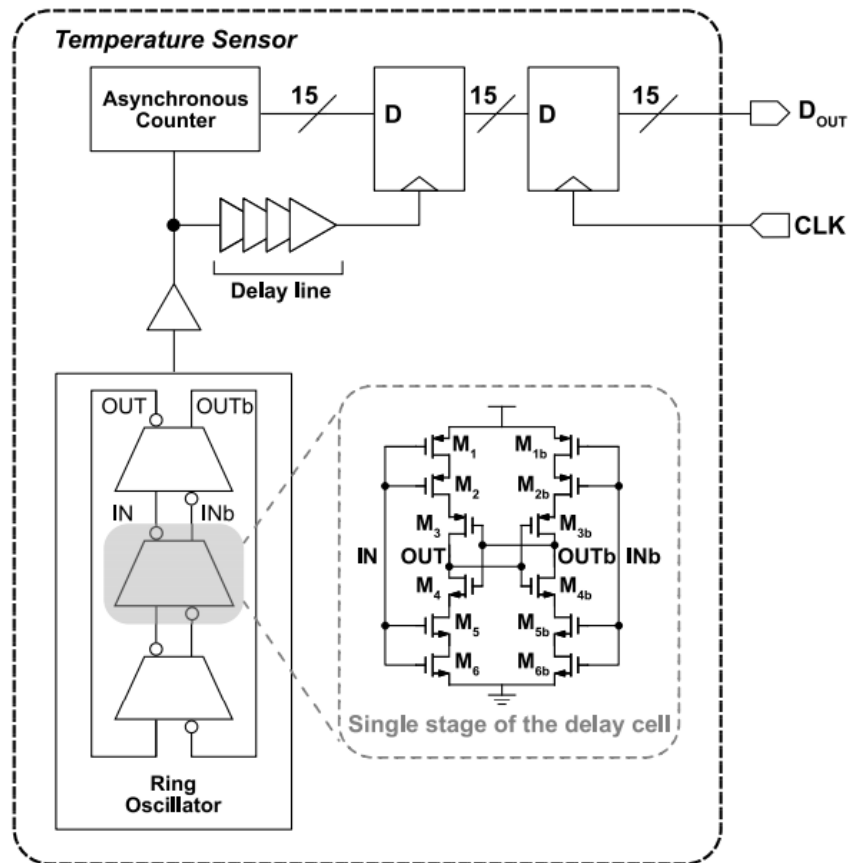 Temperature Sensor
Asynchronous
Counter
15
D
15
D
15
D_OUT
CLK
Delay line
OUT
OUTb
IN
INb
Ring
Oscillator
M₁
M₁b
M₂
M₂b
M₃
M₃b
IN
OUT
OUTb
INb
M₄
M₄b
M₅
M₅b
M₆
M₆b
Single stage of the delay cell